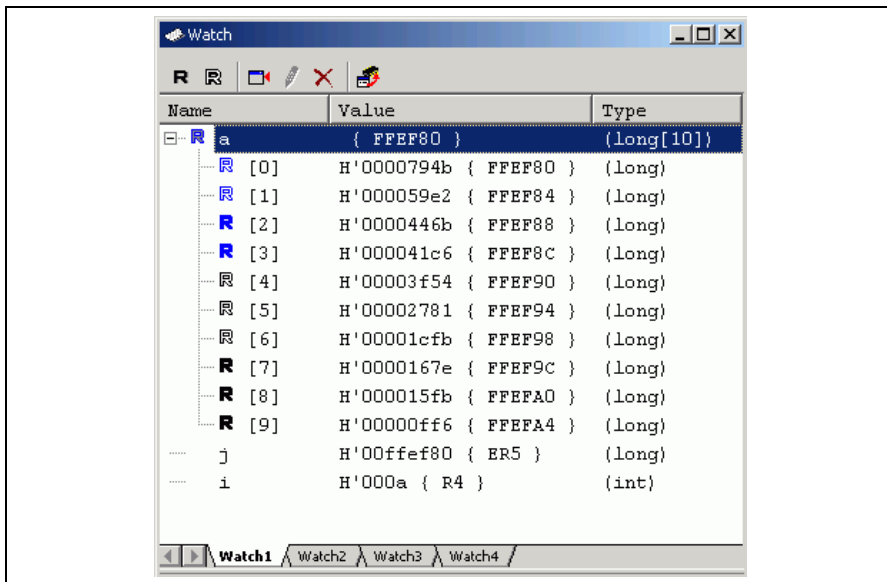 Watch
R R
Name Value Type
R a { FFEF80 } (long[10])
R [0] H'0000794b { FFEF80 } (long)
R [1] H'000059e2 { FFEF84 } (long)
R [2] H'0000446b { FFEF88 } (long)
R [3] H'000041c6 { FFEF8C } (long)
R [4] H'00003f54 { FFEF90 } (long)
R [5] H'00002781 { FFEF94 } (long)
R [6] H'00001cfb { FFEF98 } (long)
R [7] H'0000167e { FFEF9C } (long)
R [8] H'000015fb { FFEFA0 } (long)
R [9] H'00000ff6 { FFEFA4 } (long)
j H'00ffef80 { ER5 } (long)
i H'000a { R4 } (int)
Watch1 Watch2 Watch3 Watch4